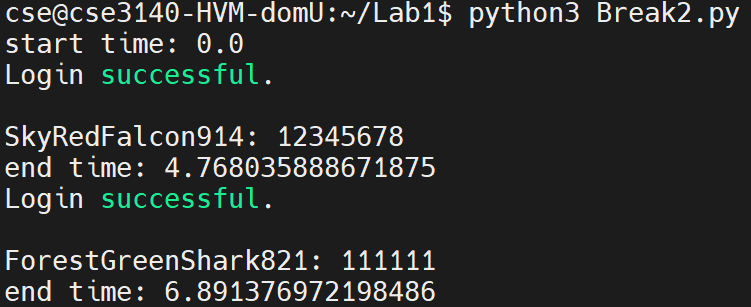 cse@cse3140-HVM-domU:~/Lab1$ python3 Break2.py
start time: 0.0
Login successful.
SkyRedFalcon914: 12345678
end time: 4.768035888671875
Login successful.
ForestGreenShark821: 111111
end time: 6.891376972198486